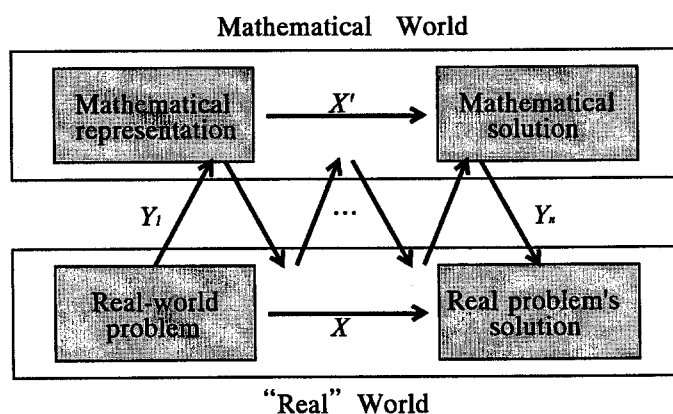 Mathematical World
Mathematical
representation
X'
Mathematical
solution
Y1
...
Yn
Real-world
problem
X
Real problem's
solution
“Real” World